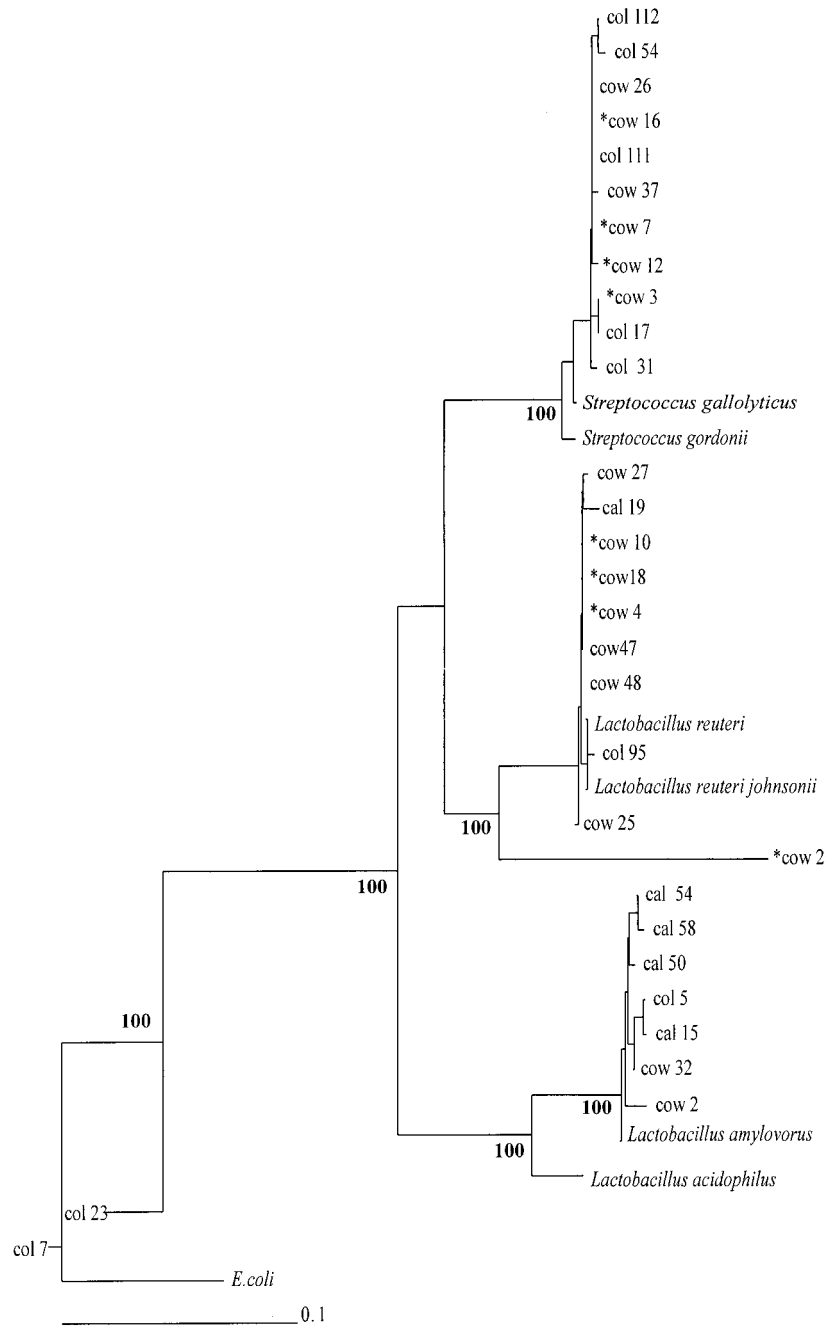 col 112
col 54
cow 26
*cow 16
col 111
cow 37
*cow 7
*cow 12
*cow 3
col 17
col 31
Streptococcus gallolyticus
100
Streptococcus gordonii
cow 27
cal 19
*cow 10
*cow18
*cow 4
cow47
cow 48
Lactobacillus reuteri
col 95
Lactobacillus reuteri johnsonii
100
cow 25
*cow 2
100
cal 54
cal 58
cal 50
col 5
100
cal 15
cow 32
100
cow 2
Lactobacillus amylovorus
100
Lactobacillus acidophilus
col 23
col 7
E.coli
0.1